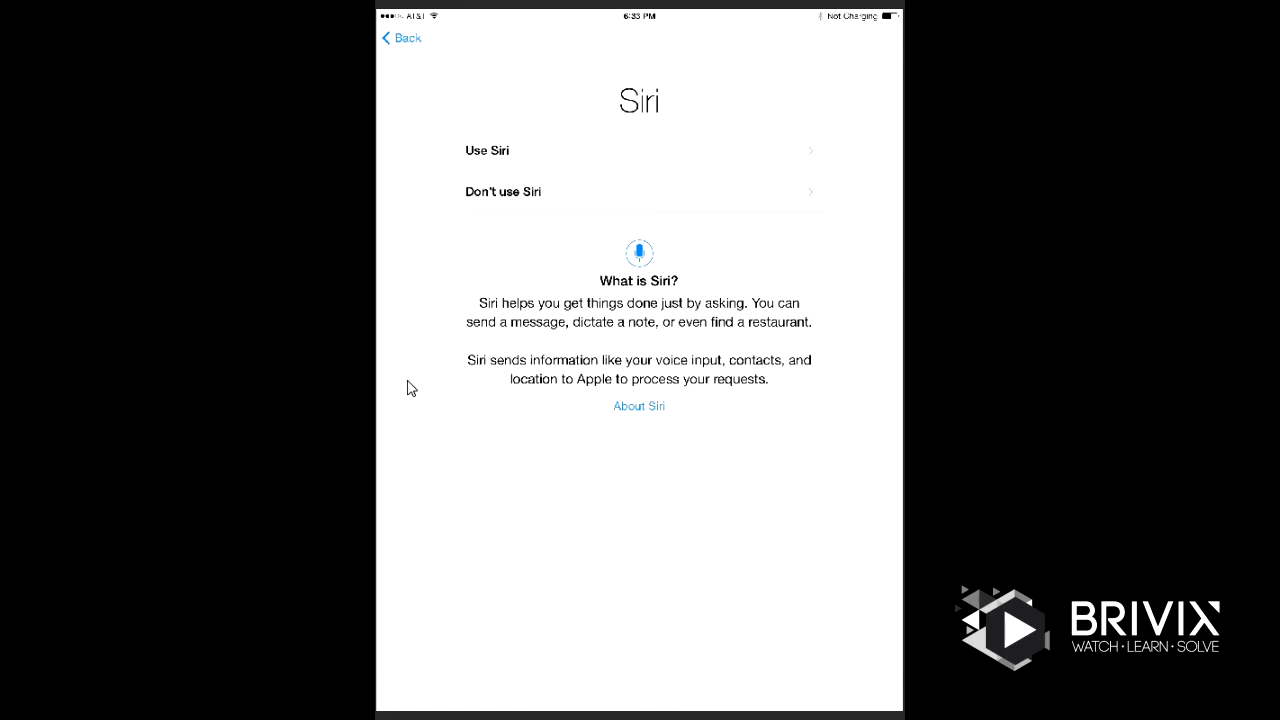 AT&T
6:33 PM
Not Charging
Back
Siri
Use Siri
Don't use Siri
What is Siri?
Siri helps you get things done just by asking. You can
send a message, dictate a note, or even find a restaurant.
Siri sends information like your voice input, contacts, and
location to Apple to process your requests.
About Siri
BRIVIX
WATCH·LEARN·SOLVE